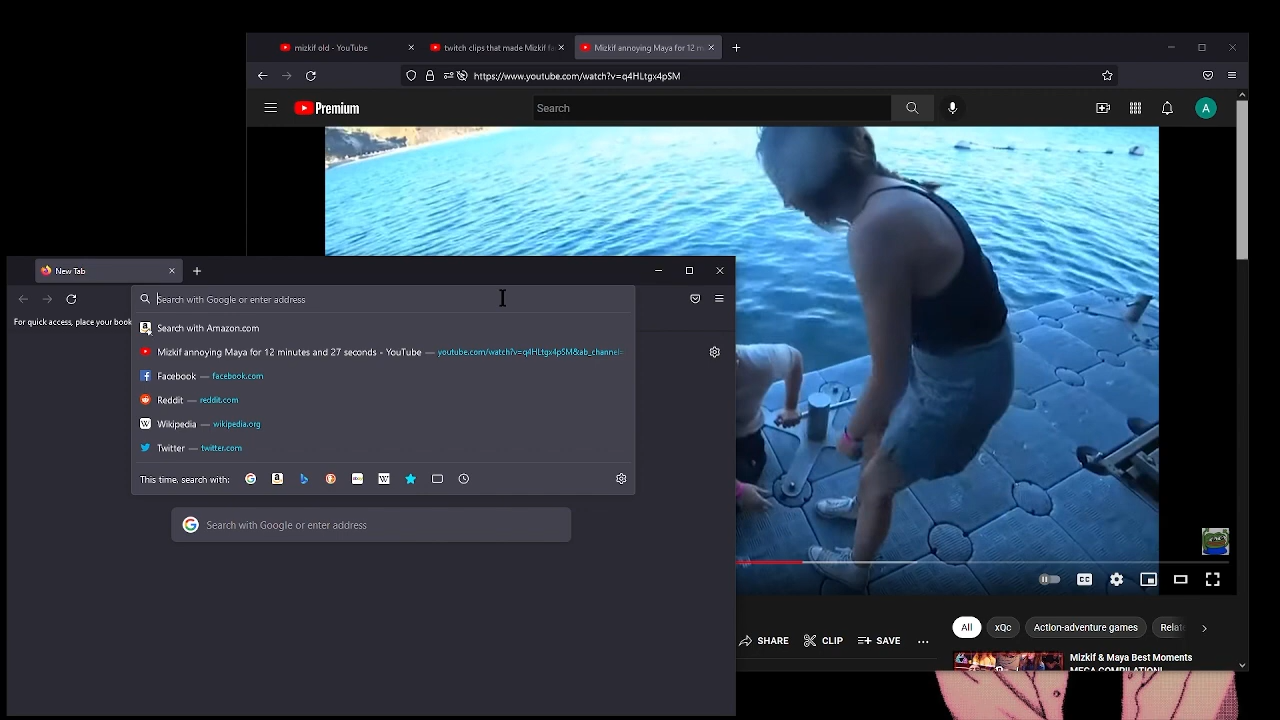 mizkif old - YouTube
twitch clips that made Mizkif fa
Mizkif annoying Maya for 12 m
https://www.youtube.com/watch?v=q4HLtgx4pSM
Premium
Search
A
New Tab
Search with Google or enter address
For quick access, place your book
Search with Amazon.com
Mizkif annoying Maya for 12 minutes and 27 seconds - YouTube — youtube.com/watch?v=q4HLtgx4pSM&ab_channel=
Facebook — facebook.com
Reddit — reddit.com
Wikipedia — wikipedia.org
Twitter — twitter.com
This time, search with:
Search with Google or enter address
CC
SHARE
CLIP
SAVE
All
xQc
Action-adventure games
Relat
Mizkif & Maya Best Moments
MEGA COMPILATION!